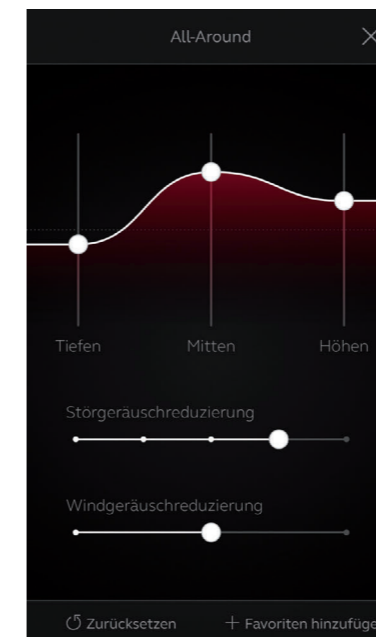 All-Around
Tiefen Mitten Höhen
Störgeräuschreduzierung
Windgeräuschreduzierung
Zurücksetzen + Favoriten hinzufüge